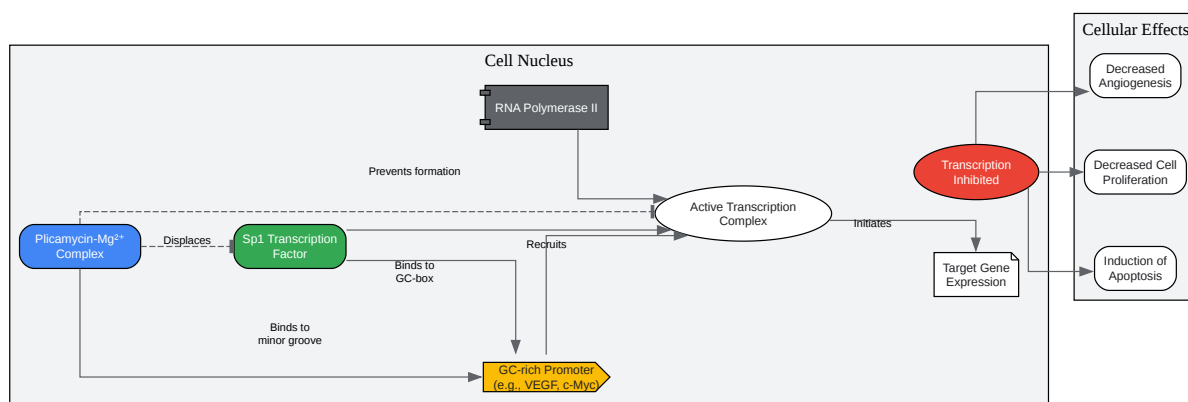 Cellular Effects
Cell Nucleus
Decreased
Angiogenesis
RNA Polymerase II
Prevents formation
Transcription
Inhibited
Decreased Cell
Proliferation
Active Transcription
Complex
Initiates
Plicamycin-Mg²⁺
Complex
Displaces
Sp1 Transcription
Factor
Recruits
Binds to
GC-box
Target Gene
Expression
Induction of
Apoptosis
Binds to
minor groove
GC-rich Promoter
(e.g., VEGF, c-Myc)